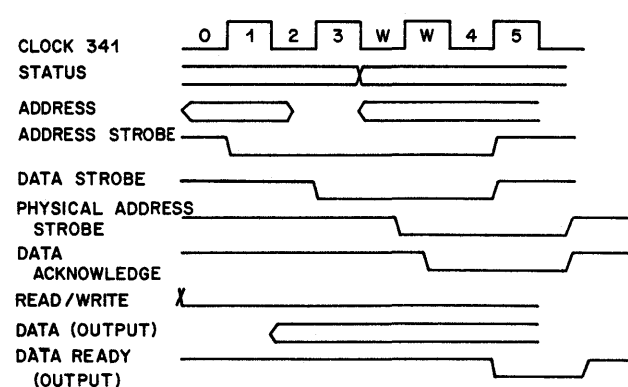 0 1 2 3 W W 4 5
CLOCK 341
STATUS
ADDRESS
ADDRESS STROBE
DATA STROBE
PHYSICAL ADDRESS
STROBE
DATA
ACKNOWLEDGE
READ/WRITE
DATA (OUTPUT)
DATA READY
(OUTPUT)